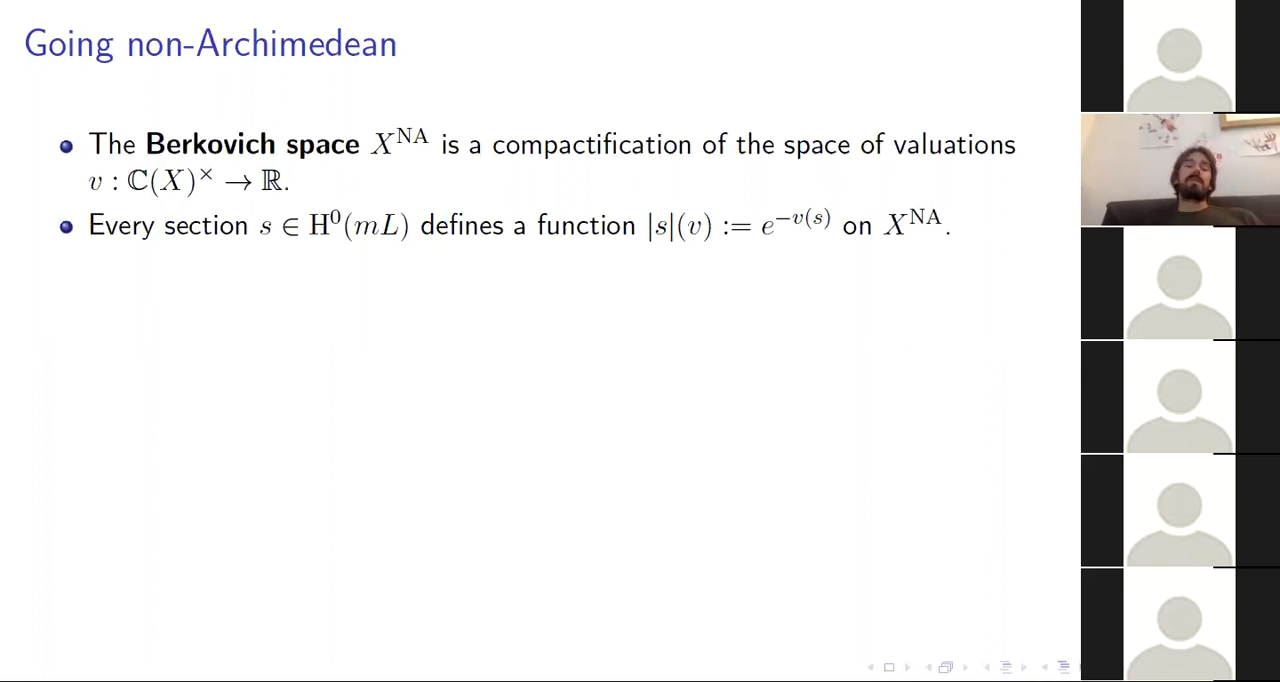 Going non-Archimedean
The Berkovich space X^NA is a compactification of the space of valuations
v : ℂ(X)^× → ℝ.
Every section s ∈ H^0(mL) defines a function |s|(v) := e^{−v(s)} on X^NA.